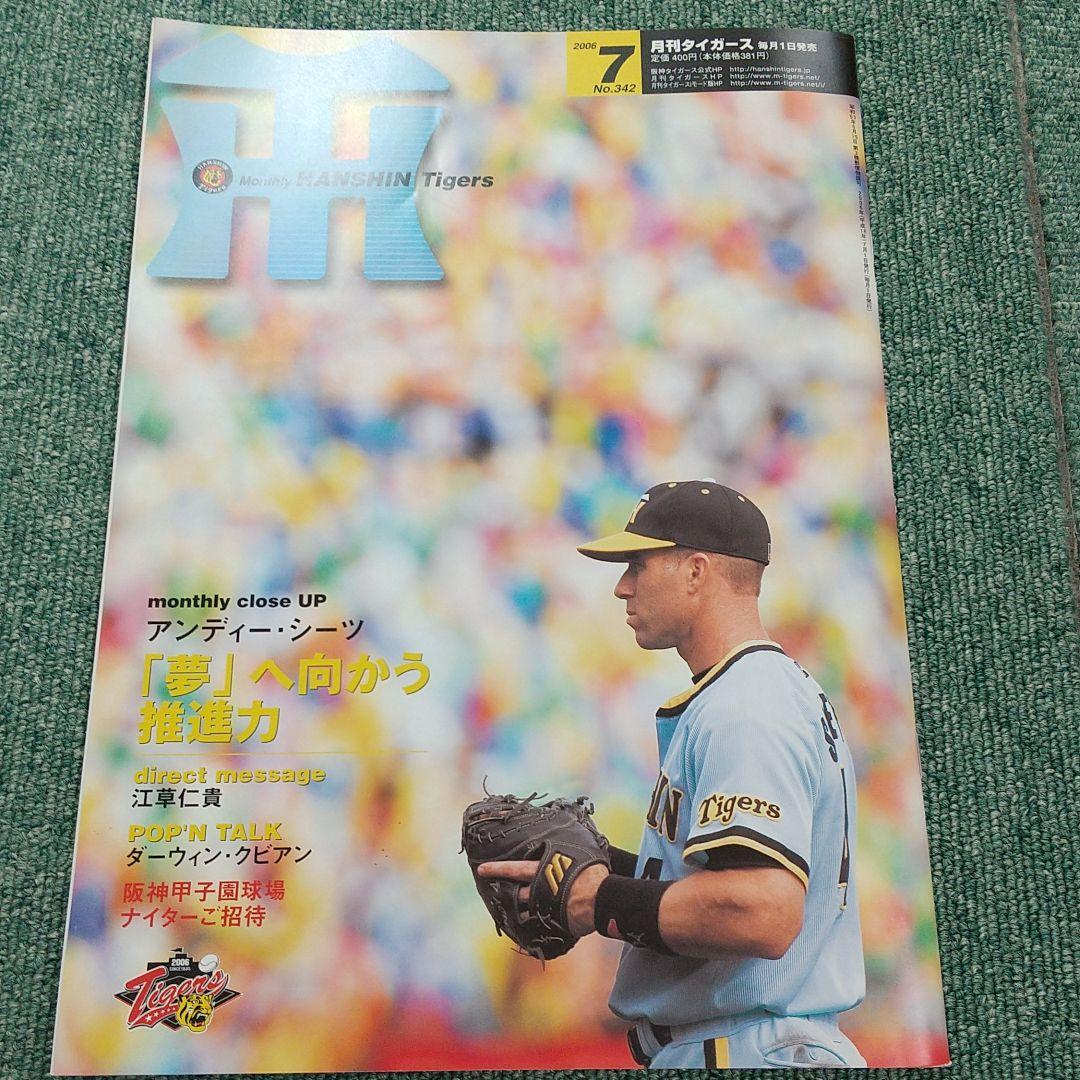 2006
7
No.342
月刊タイガース 毎月1日発売
定価 400円(本体価格381円)
阪神タイガース公式HP http://hanshintigers.jp
月刊タイガースHP http://www.m-tigers.net/
月刊タイガースiモード版HP http://www.m-tigers.net/i/
HANSHIN
Tigers
Monthly HANSHIN Tigers
monthly close UP
アンディー・シーツ
「夢」へ向かう
推進力
direct message
江草仁貴
POP'N TALK
ダーウィン・クビアン
阪神甲子園球場
ナイターご招待
2006
SINCE 1935
Tigers
Tigers